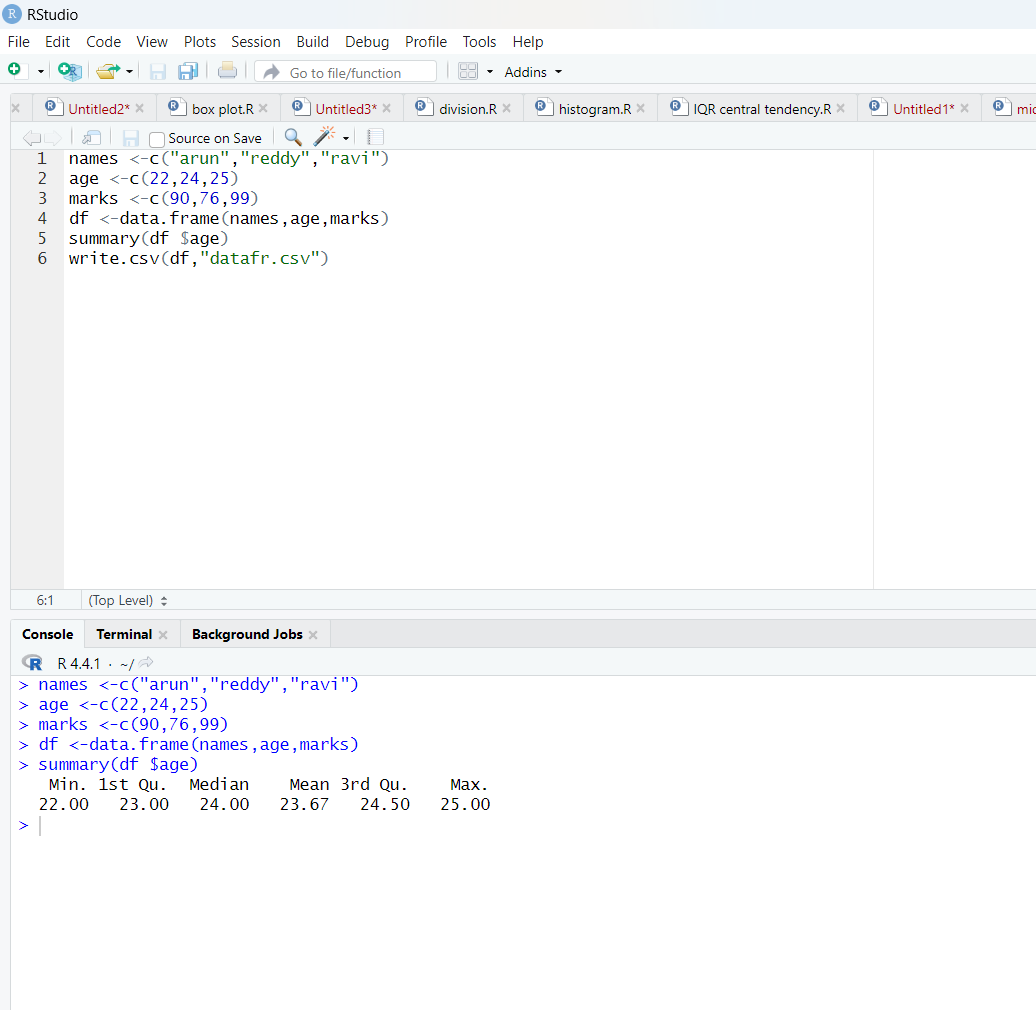 RStudio
File Edit Code View Plots Session Build Debug Profile Tools Help
Go to file/function Addins
Untitled2* box plot.R Untitled3* division.R histogram.R IQR central tendency.R Untitled1*
Source on Save
1 names <-c("arun","reddy","ravi")
2 age <-c(22,24,25)
3 marks <-c(90,76,99)
4 df <-data.frame(names,age,marks)
5 summary(df $age)
6 write.csv(df,"datafr.csv")
6:1 (Top Level)
Console Terminal Background Jobs
R 4.4.1 · ~/
> names <-c("arun","reddy","ravi")
> age <-c(22,24,25)
> marks <-c(90,76,99)
> df <-data.frame(names,age,marks)
> summary(df $age)
Min. 1st Qu. Median Mean 3rd Qu. Max.
22.00 23.00 24.00 23.67 24.50 25.00
>